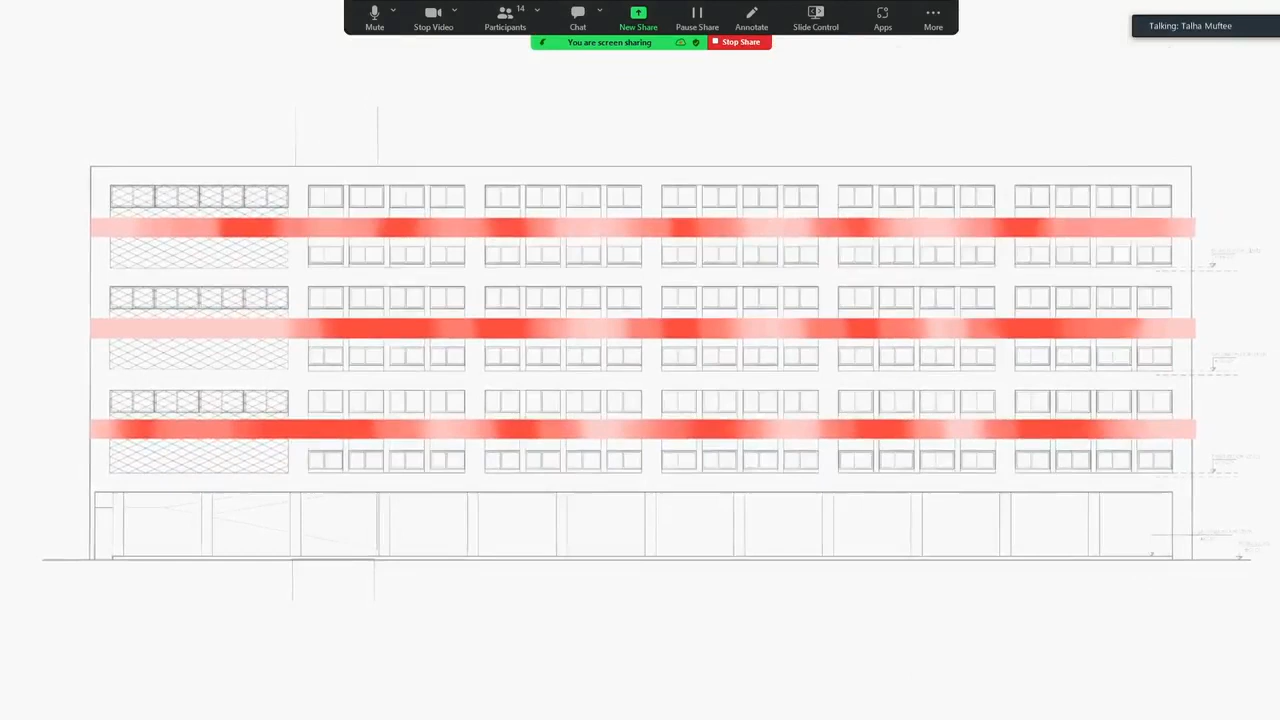 14
Mute
Stop Video
Participants
Chat
New Share
Pause Share
Annotate
Slide Control
Apps
More
Talking: Talha Muftee
You are screen sharing
Stop Share